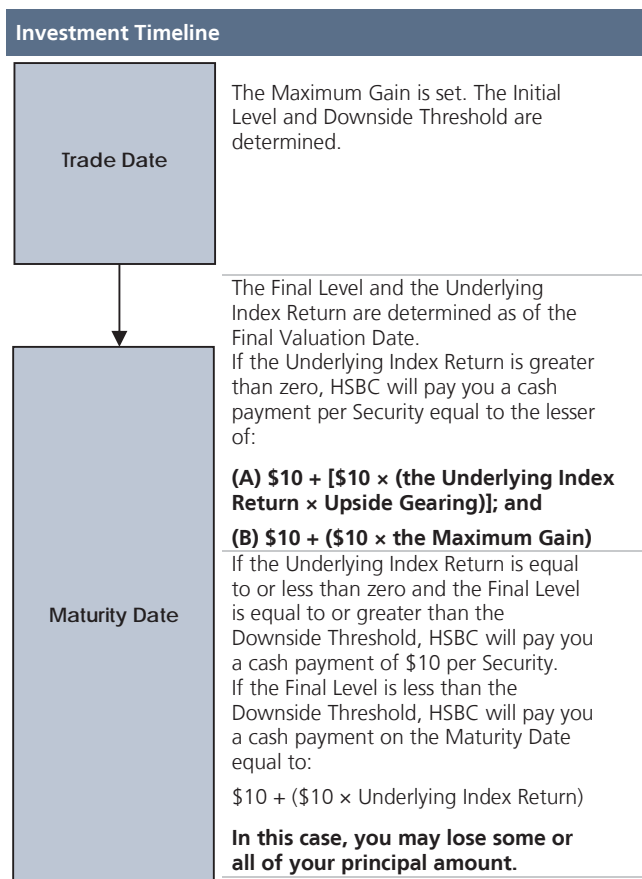 Investment Timeline
Trade Date
The Maximum Gain is set. The Initial
Level and Downside Threshold are
determined.
Maturity Date
The Final Level and the Underlying
Index Return are determined as of the
Final Valuation Date.
If the Underlying Index Return is greater
than zero, HSBC will pay you a cash
payment per Security equal to the lesser
of:
(A) $10 + [$10 × (the Underlying Index
Return × Upside Gearing)]; and
(B) $10 + ($10 × the Maximum Gain)
If the Underlying Index Return is equal
to or less than zero and the Final Level
is equal to or greater than the
Downside Threshold, HSBC will pay you
a cash payment of $10 per Security.
If the Final Level is less than the
Downside Threshold, HSBC will pay you
a cash payment on the Maturity Date
equal to:
$10 + ($10 × Underlying Index Return)
In this case, you may lose some or
all of your principal amount.